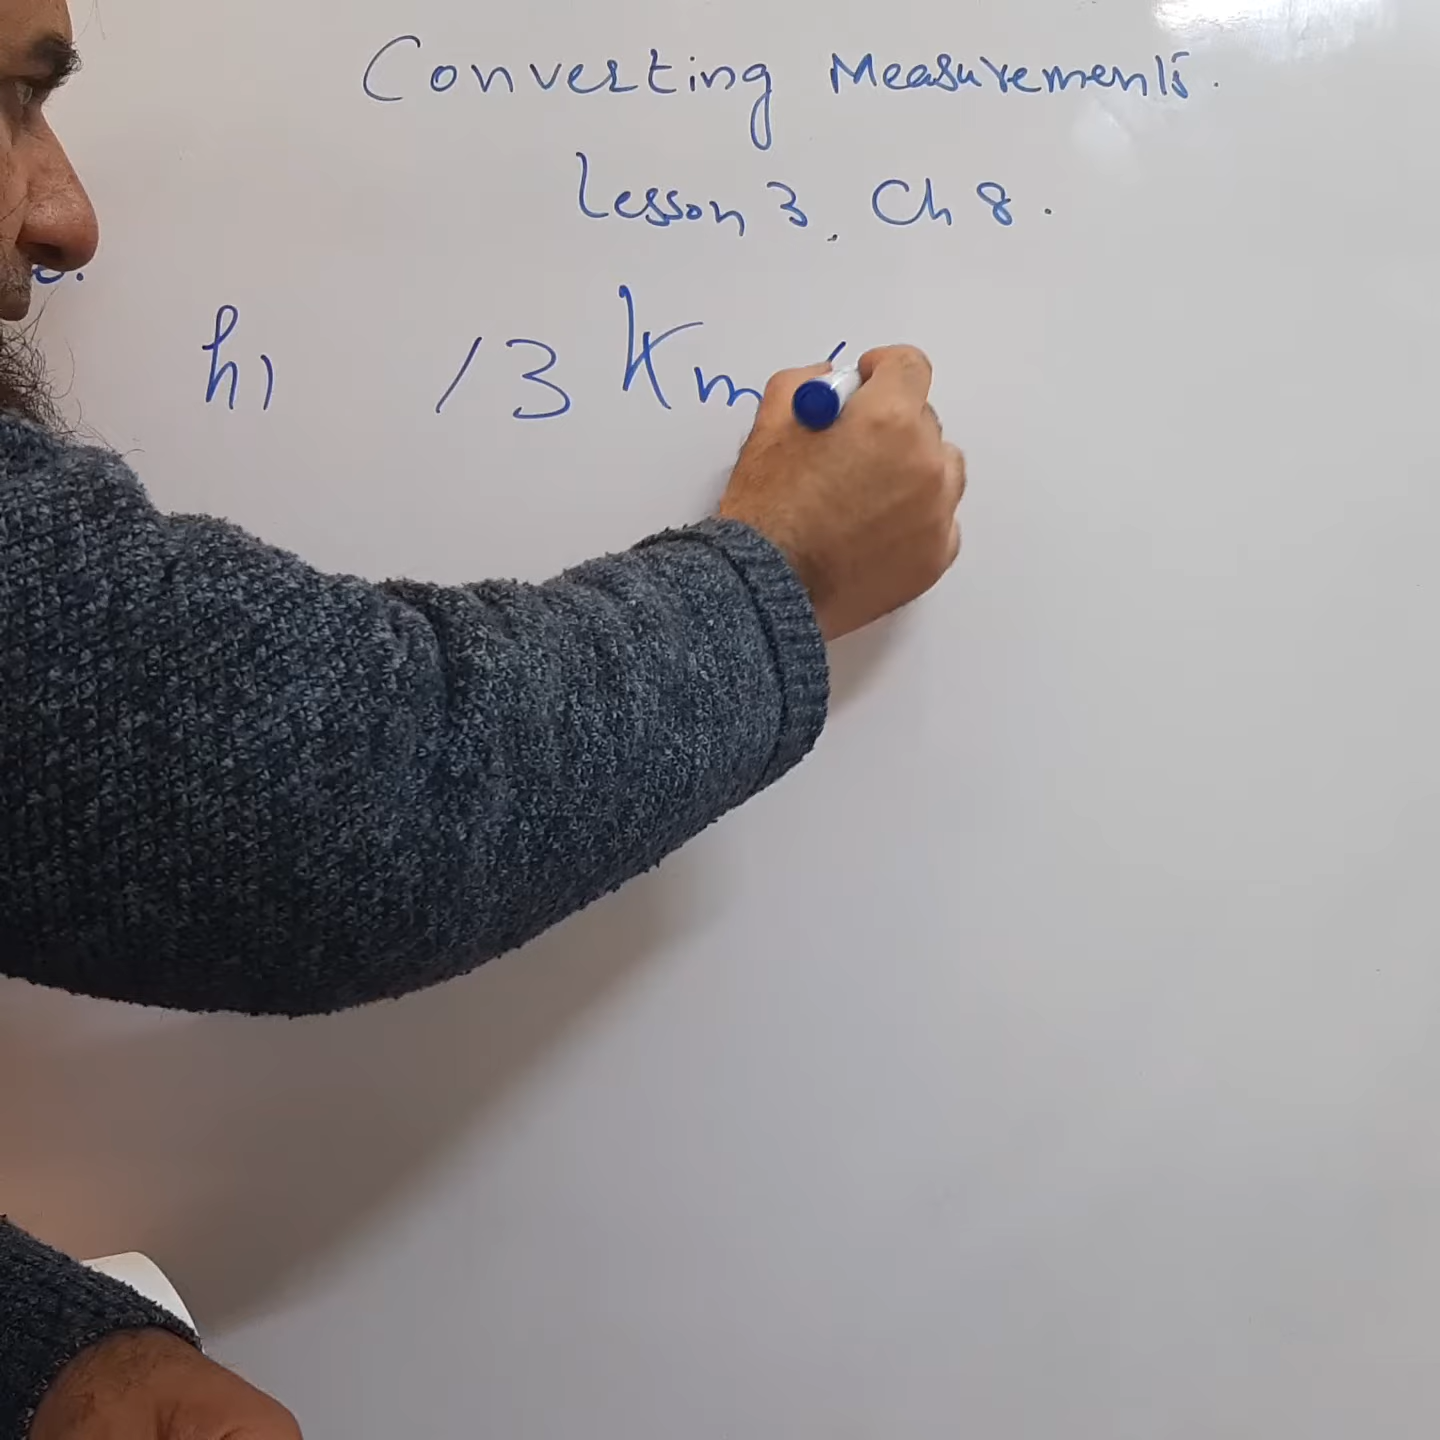 Converting Measurements.
Lesson 3, Ch 8.
h) 13 Km